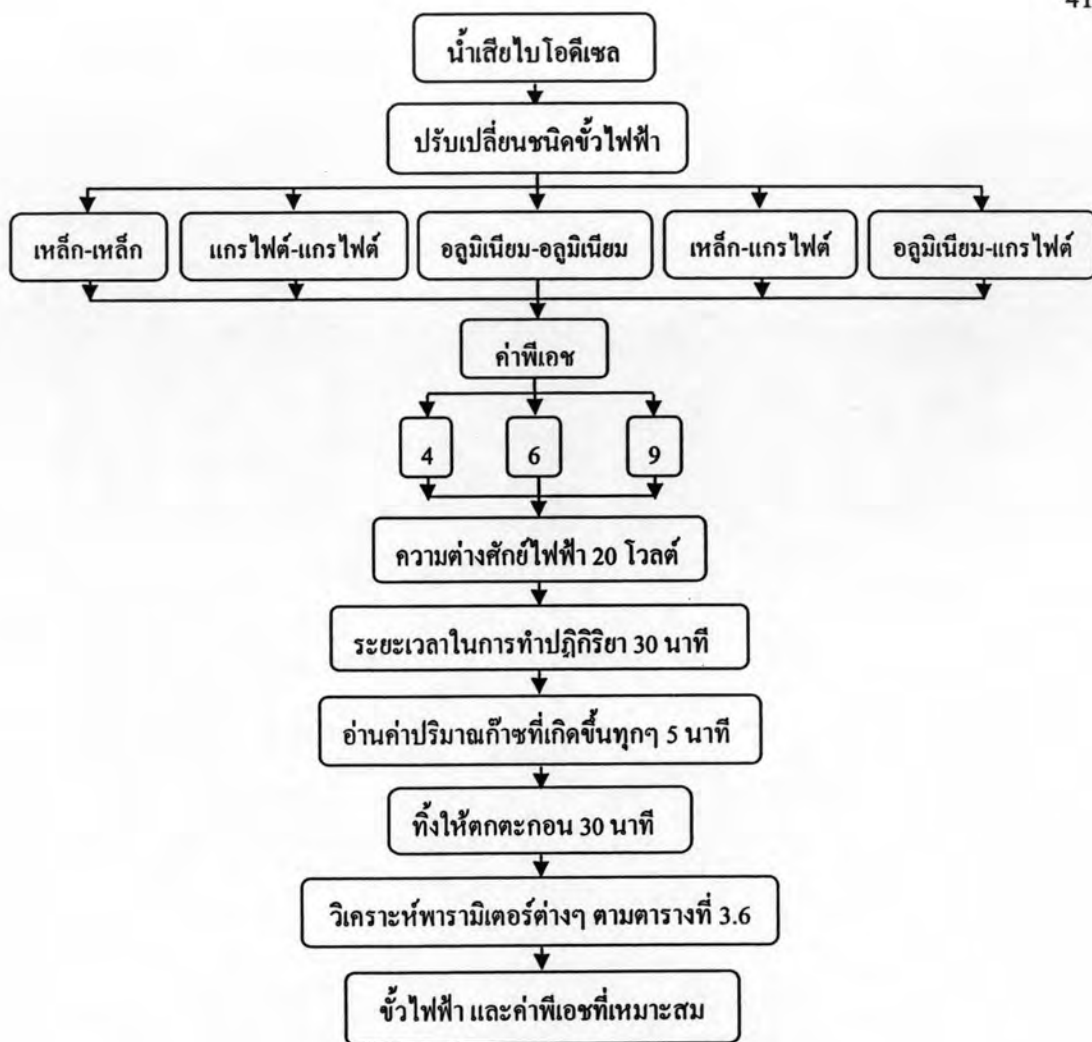 41
น้ำเสียไบโอดีเซล
ปรับเปลี่ยนชนิดขั้วไฟฟ้า
เหล็ก-เหล็ก
แกรไฟต์-แกรไฟต์
อลูมิเนียม-อลูมิเนียม
เหล็ก-แกรไฟต์
อลูมิเนียม-แกรไฟต์
ค่าพีเอช
4
6
9
ความต่างศักย์ไฟฟ้า 20 โวลต์
ระยะเวลาในการทำปฏิกิริยา 30 นาที
อ่านค่าปริมาณก๊าซที่เกิดขึ้นทุกๆ 5 นาที
ทิ้งให้ตกตะกอน 30 นาที
วิเคราะห์พารามิเตอร์ต่างๆ ตามตารางที่ 3.6
ขั้วไฟฟ้า และค่าพีเอชที่เหมาะสม